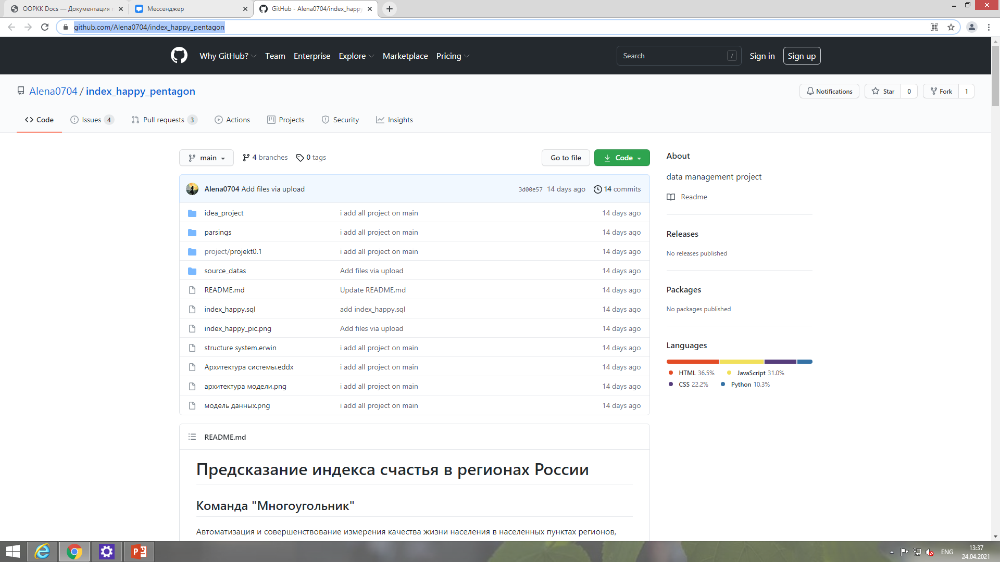 ООРКК Docs — Документация п
Мессенджер
GitHub - Alena0704/index_happy
github.com/Alena0704/index_happy_pentagon
Why GitHub? Team Enterprise Explore Marketplace Pricing Search / Sign in Sign up
Alena0704 / index_happy_pentagon
Notifications Star 0 Fork 1
Code Issues 4 Pull requests 3 Actions Projects Security Insights
main 4 branches 0 tags Go to file Code
Alena0704 Add files via upload 3d00e57 14 days ago 14 commits
idea_project i add all project on main 14 days ago
parsings i add all project on main 14 days ago
project/projekt0.1 i add all project on main 14 days ago
source_datas Add files via upload 14 days ago
README.md Update README.md 14 days ago
index_happy.sql add index_happy.sql 14 days ago
index_happy_pic.png Add files via upload 14 days ago
structure system.erwin i add all project on main 14 days ago
Архитектура системы.eddx i add all project on main 14 days ago
архитектура модели.png i add all project on main 14 days ago
модель данных.png i add all project on main 14 days ago
README.md
Предсказание индекса счастья в регионах России
Команда "Многоугольник"
Автоматизация и совершенствование измерения качества жизни населения в населенных пунктах регионов,
About
data management project
Readme
Releases
No releases published
Packages
No packages published
Languages
HTML 36.5% JavaScript 31.0%
CSS 22.2% Python 10.3%
ENG
13:37
24.04.2021